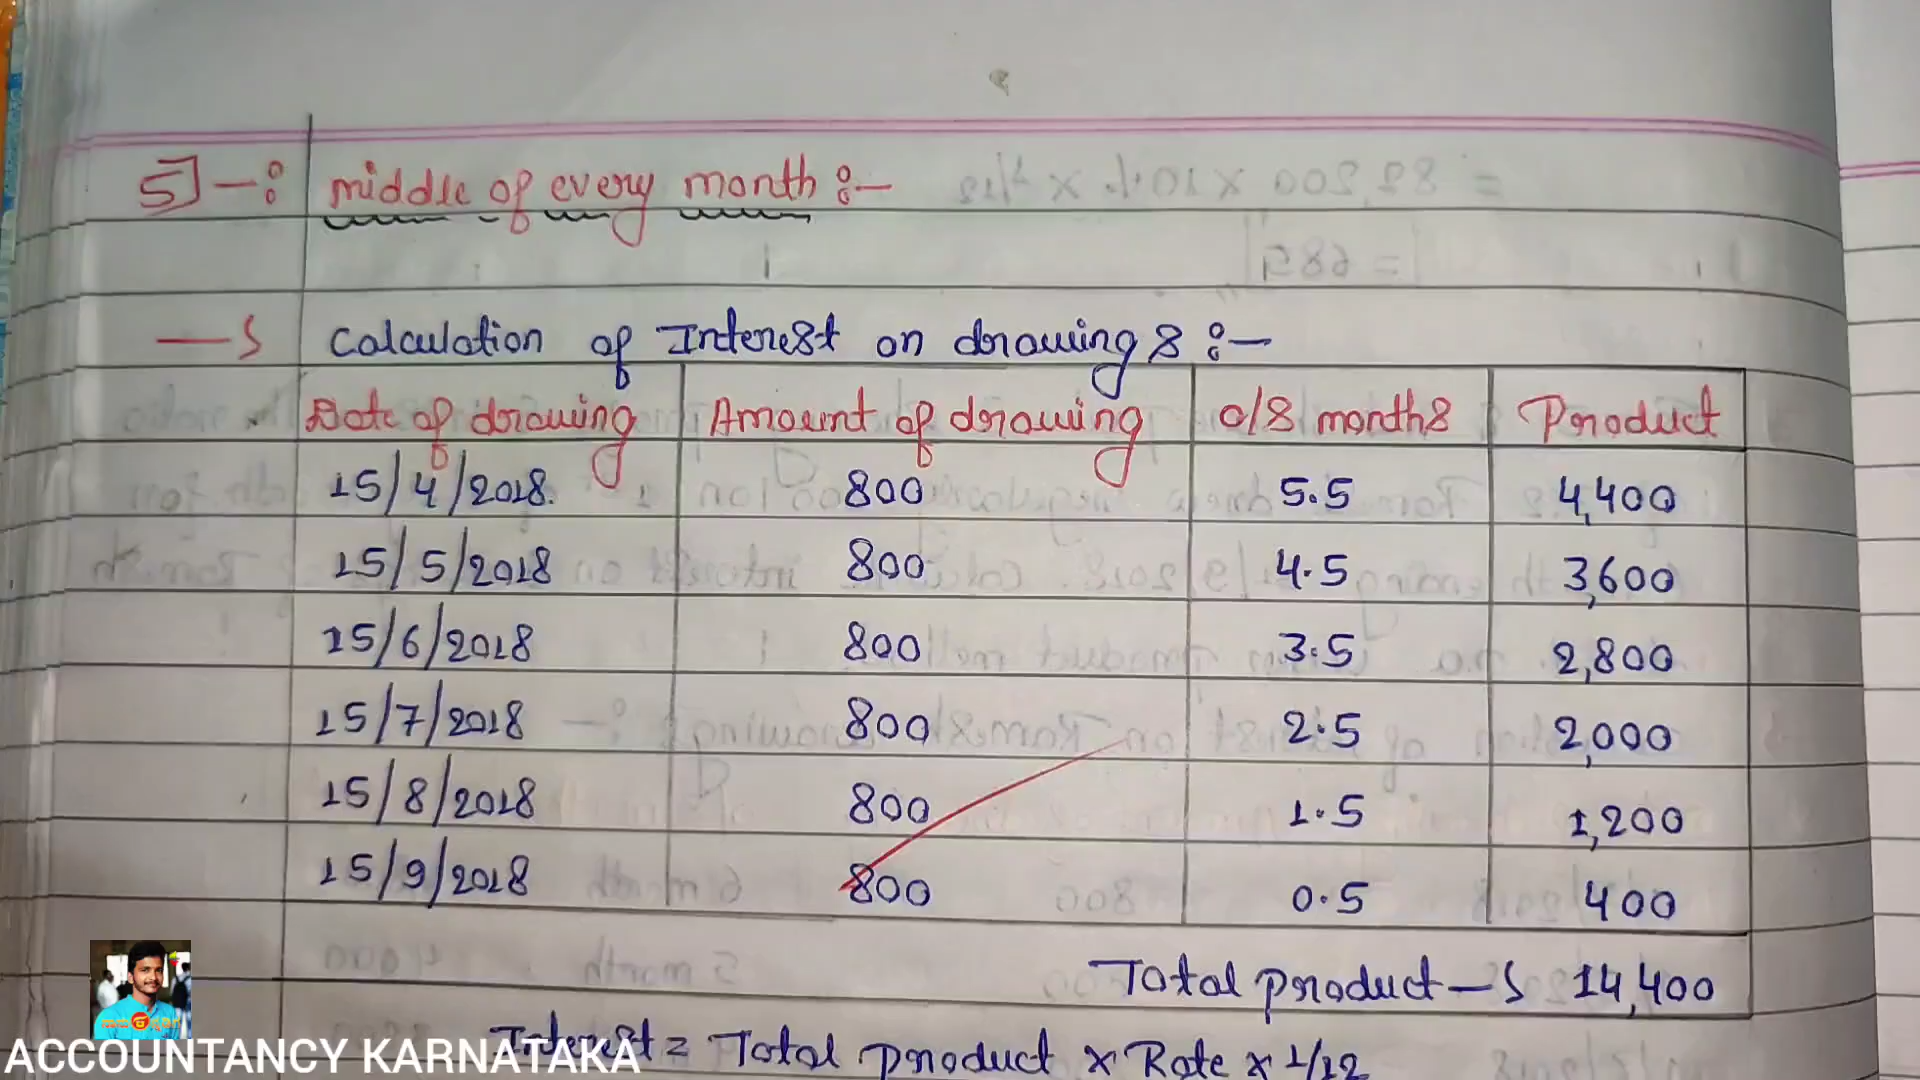 5] —:
middle of every month :—
—s Calculation of Interest on drawings :—
Date of drawing Amount of drawing o/s months Product
15/4/2018. 800 5.5 4,400
15/5/2018 800 4.5 3,600
15/6/2018 800 3.5 2,800
15/7/2018 800 2.5 2,000
15/8/2018 800 1.5 1,200
15/9/2018 800 0.5 400
Total product —s 14,400
Interest = Total product x Rate x 1/12
ACCOUNTANCY KARNATAKA